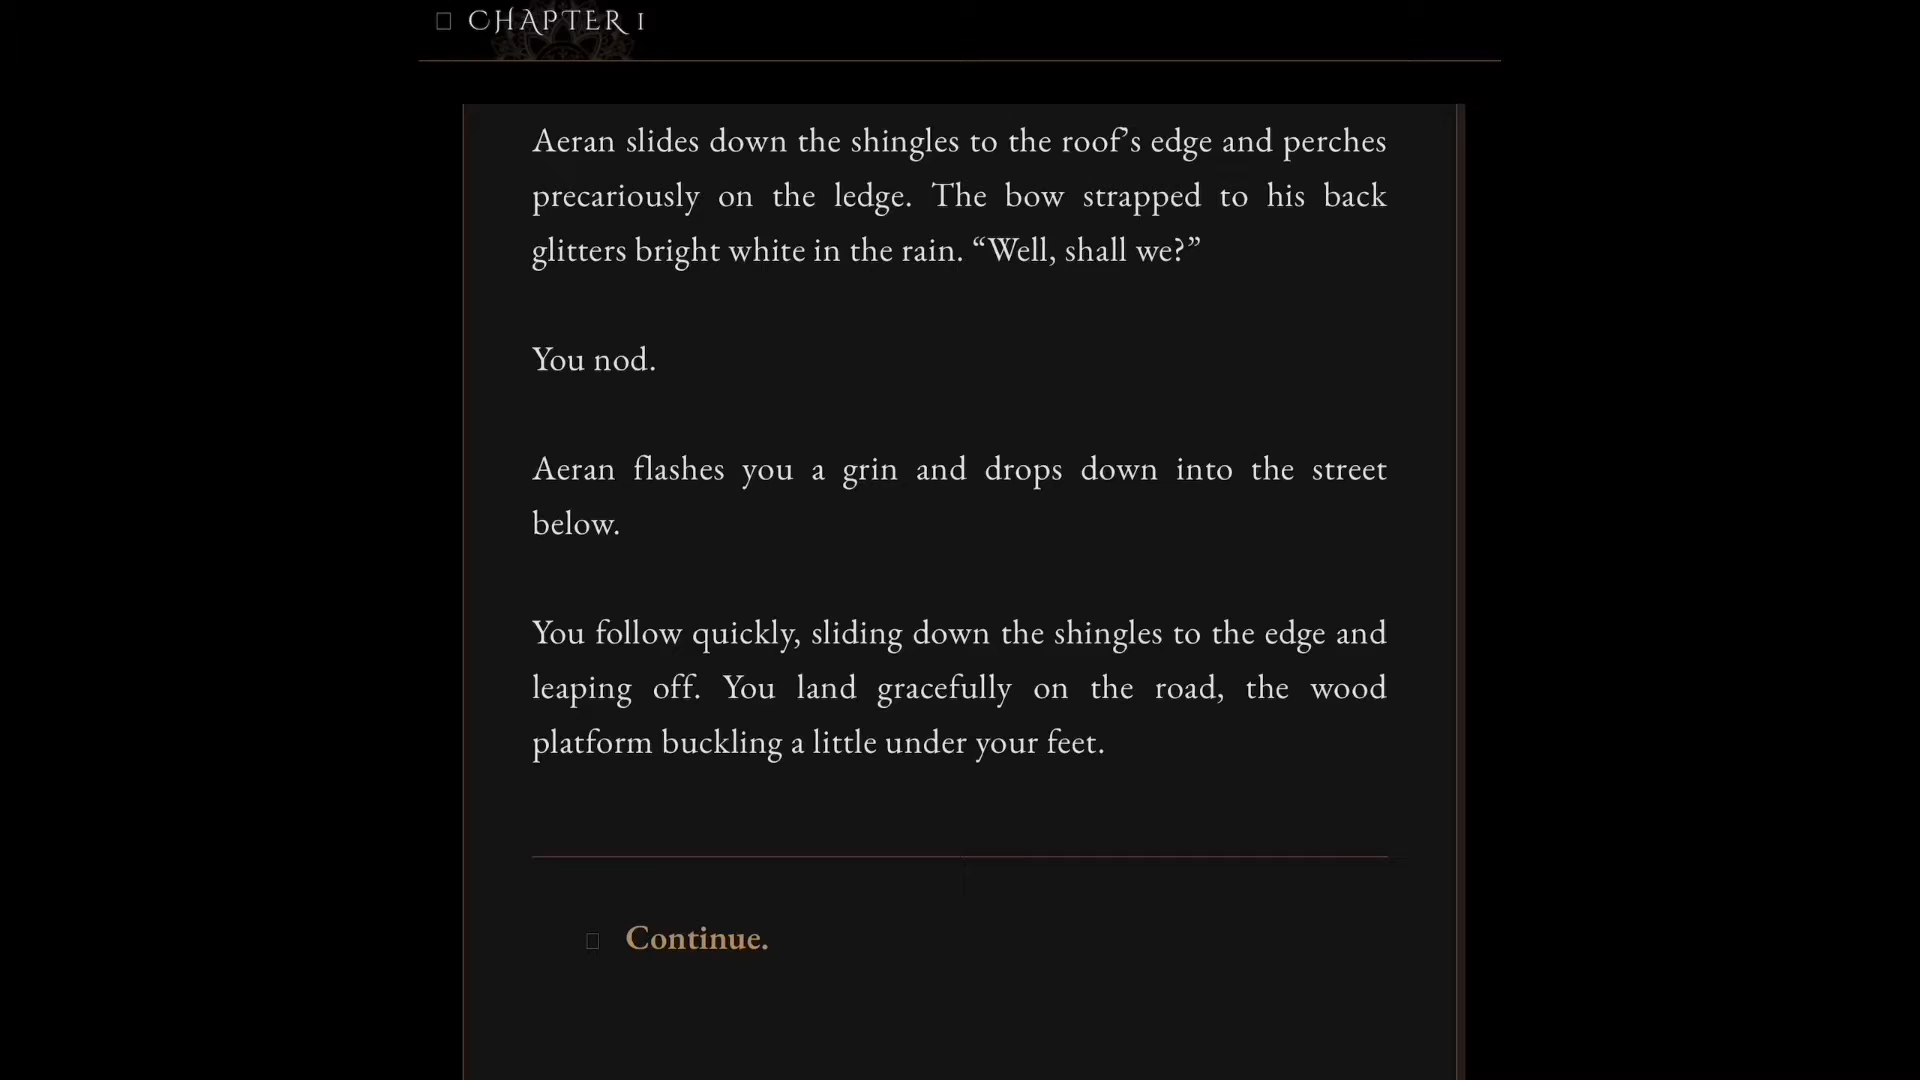 CHAPTER I
Aeran slides down the shingles to the roof’s edge and perches
precariously on the ledge. The bow strapped to his back
glitters bright white in the rain. “Well, shall we?”
You nod.
Aeran flashes you a grin and drops down into the street
below.
You follow quickly, sliding down the shingles to the edge and
leaping off. You land gracefully on the road, the wood
platform buckling a little under your feet.
Continue.